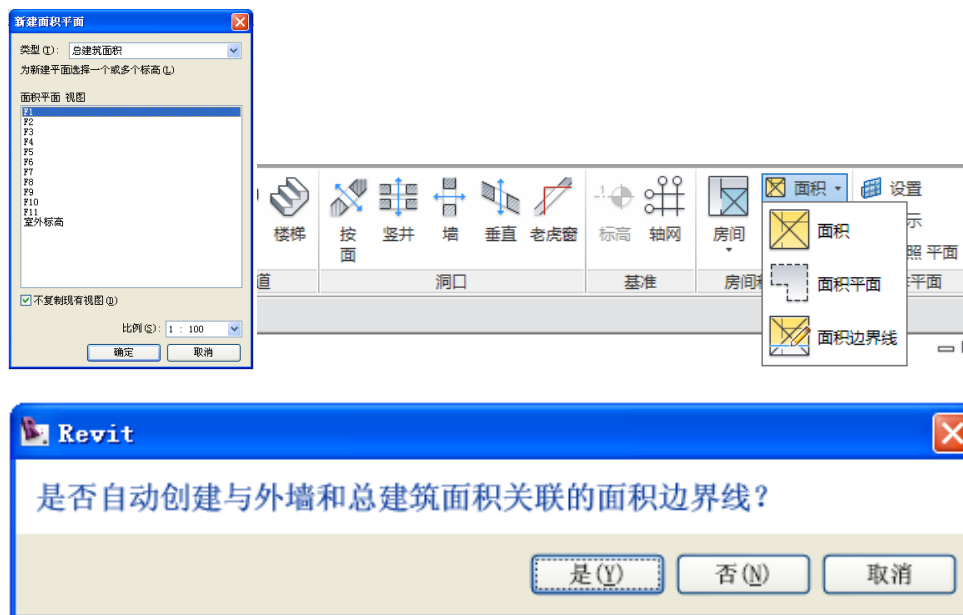 新建面积平面
类型(T): 总建筑面积
为新建平面选择一个或多个标高(L)
面积平面 视图
F1
F2
F3
F4
F5
F6
F7
F8
F9
F10
F11
室外标高
不复制现有视图(D)
比例(S): 1 : 100
确定 取消
楼梯
按面
竖井
墙
垂直
老虎窗
标高
轴网
房间
面积
设置
面积
示
面积平面
照 平面
面积边界线
道
洞口
基准
房间
平面
Revit
是否自动创建与外墙和总建筑面积关联的面积边界线？
是(Y) 否(N) 取消